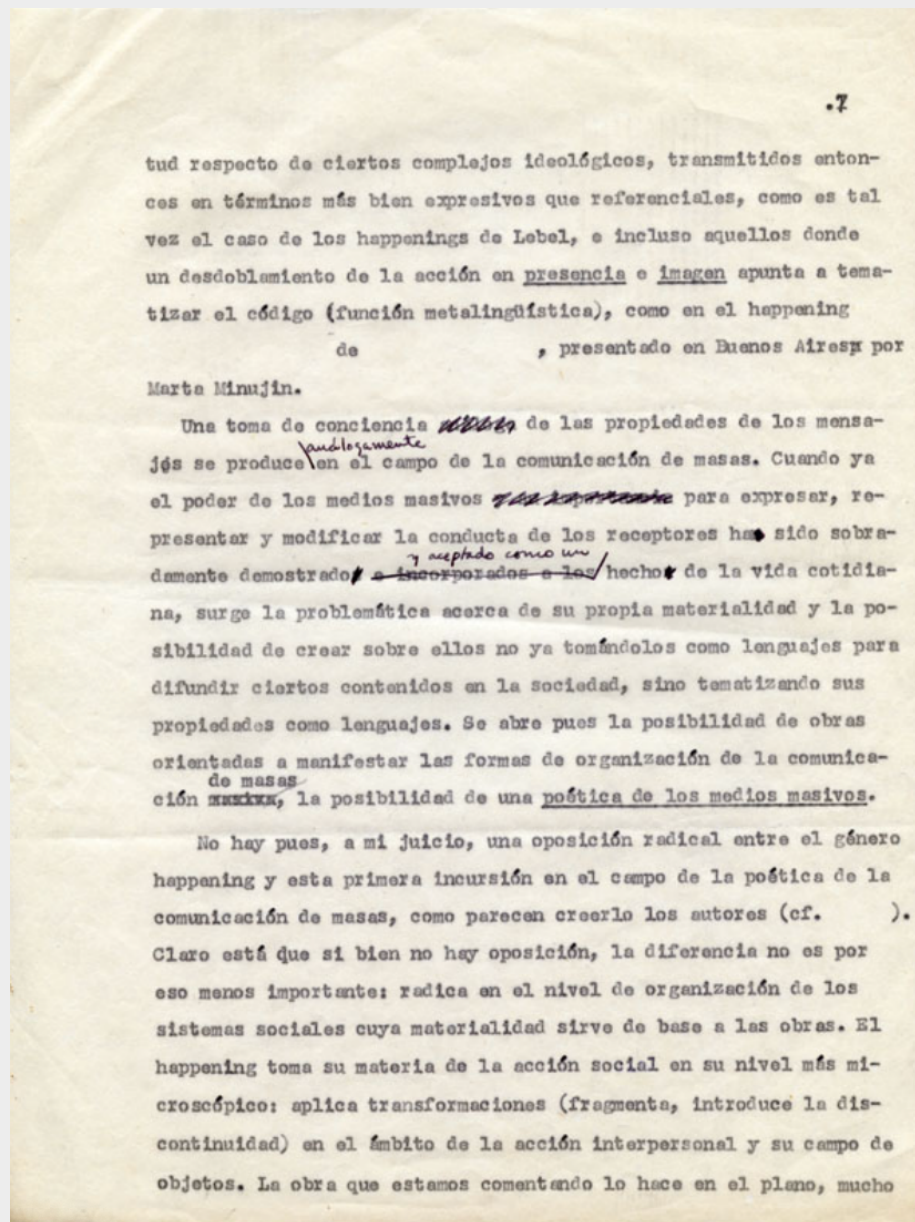 .7
tud respecto de ciertos complejos ideológicos, transmitidos enton-
ces en términos más bien expresivos que referenciales, como es tal
vez el caso de los happenings de Lebel, e incluso aquellos donde
un desdoblamiento de la acción en presencia e imagen apunta a tema-
tizar el código (función metalingüística), como en el happening
de , presentado en Buenos Aires por
Marta Minujin.
Una toma de conciencia de las propiedades de los mensa-
análogamente
jes se produce en el campo de la comunicación de masas. Cuando ya
el poder de los medios masivos para expresar, re-
presentar y modificar la conducta de los receptores ha sido sobra-
y aceptado como un
damente demostrado e incorporados a los hecho de la vida cotidia-
na, surge la problemática acerca de su propia materialidad y la po-
sibilidad de crear sobre ellos no ya tomándolos como lenguajes para
difundir ciertos contenidos en la sociedad, sino tematizando sus
propiedades como lenguajes. Se abre pues la posibilidad de obras
orientadas a manifestar las formas de organización de la comunica-
de masas
ción , la posibilidad de una poética de los medios masivos.
No hay pues, a mi juicio, una oposición radical entre el género
happening y esta primera incursión en el campo de la poética de la
comunicación de masas, como parecen creerlo los autores (cf. ).
Claro está que si bien no hay oposición, la diferencia no es por
eso menos importante: radica en el nivel de organización de los
sistemas sociales cuya materialidad sirve de base a las obras. El
happening toma su materia de la acción social en su nivel más mi-
croscópico: aplica transformaciones (fragmenta, introduce la dis-
continuidad) en el ámbito de la acción interpersonal y su campo de
objetos. La obra que estamos comentando lo hace en el plano, mucho